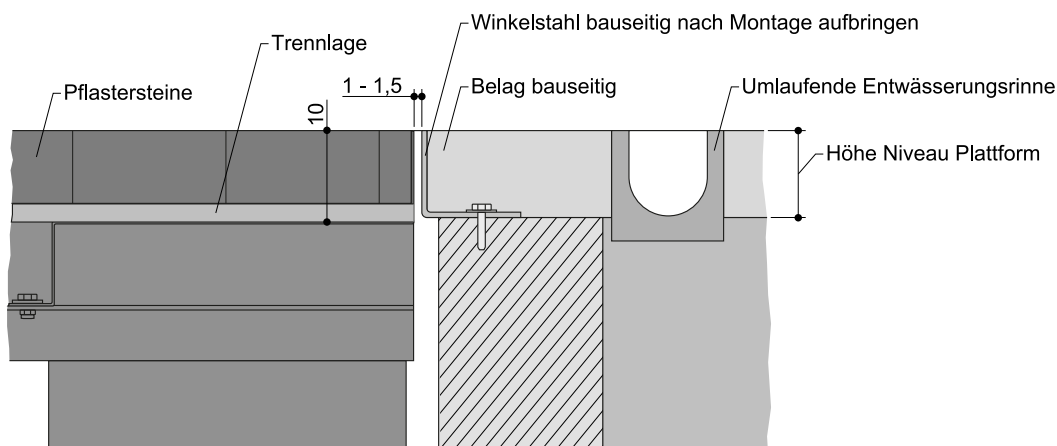 Winkelstahl bauseitig nach Montage aufbringen
Trennlage
Pflastersteine
1 - 1,5
Belag bauseitig
Umlaufende Entwässerungsrinne
10
Höhe Niveau Plattform